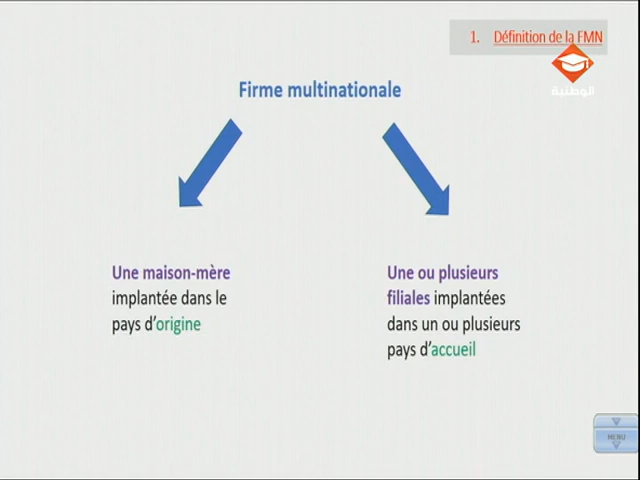 1. Définition de la FMN
الوطنية
Firme multinationale
Une maison-mère
implantée dans le
pays d'origine
Une ou plusieurs
filiales implantées
dans un ou plusieurs
pays d'accueil
MENU